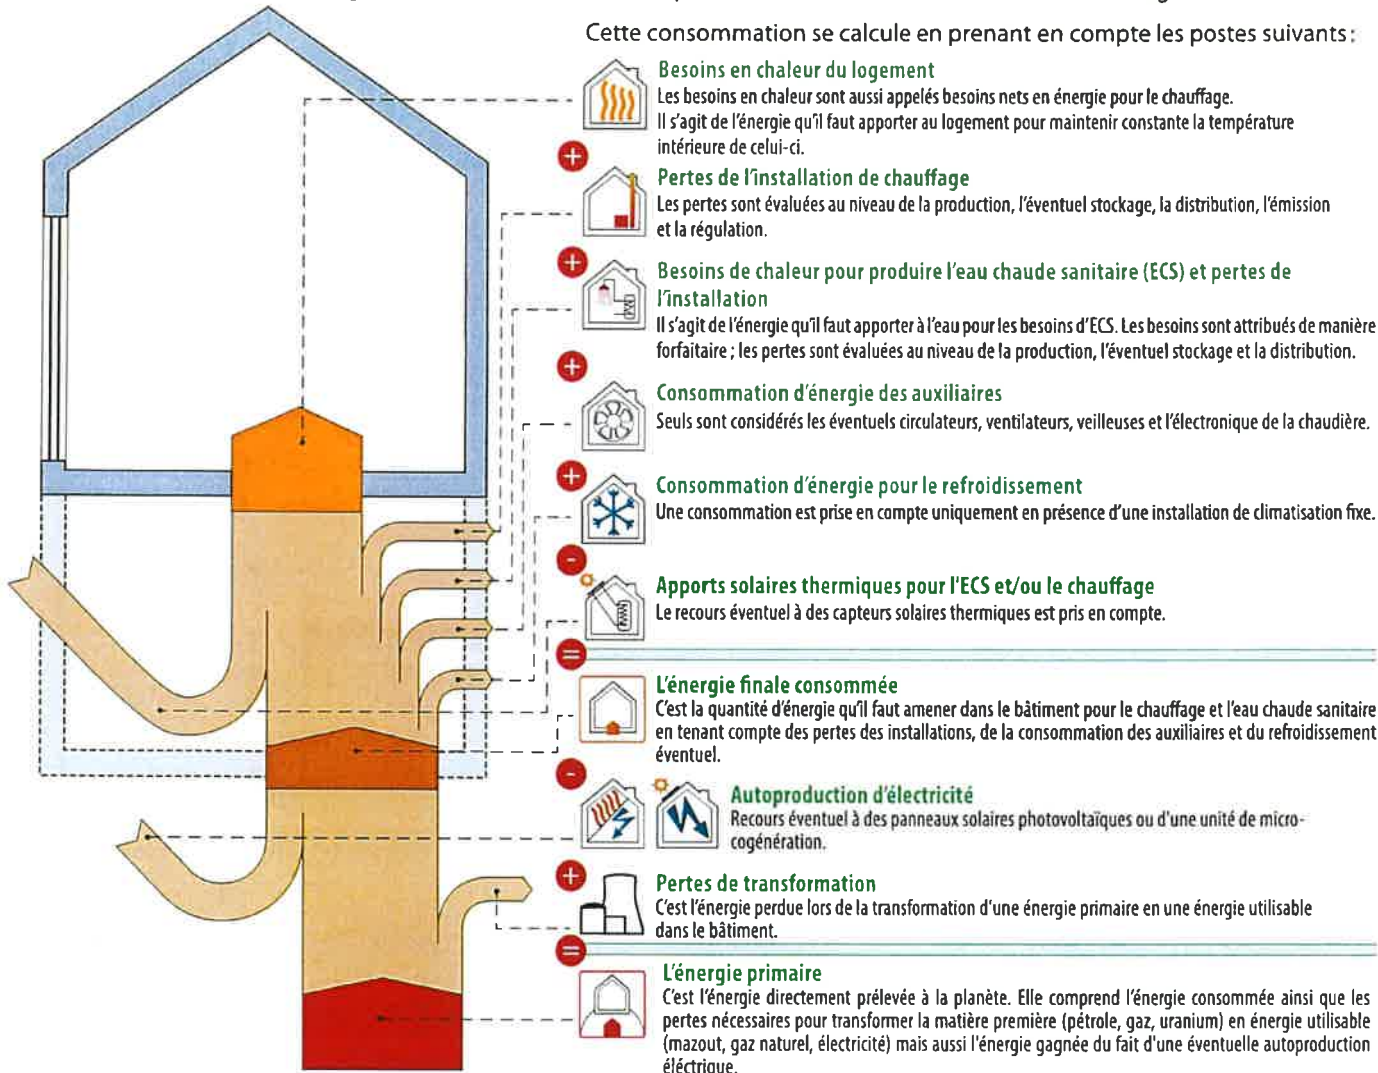 Cette consommation se calcule en prenant en compte les postes suivants :
Besoins en chaleur du logement
Les besoins en chaleur sont aussi appelés besoins nets en énergie pour le chauffage.
Il s'agit de l'énergie qu'il faut apporter au logement pour maintenir constante la température
intérieure de celui-ci.
+
Pertes de l'installation de chauffage
Les pertes sont évaluées au niveau de la production, l'éventuel stockage, la distribution, l'émission
et la régulation.
+
Besoins de chaleur pour produire l'eau chaude sanitaire (ECS) et pertes de
l'installation
Il s'agit de l'énergie qu'il faut apporter à l'eau pour les besoins d'ECS. Les besoins sont attribués de manière
forfaitaire ; les pertes sont évaluées au niveau de la production, l'éventuel stockage et la distribution.
+
Consommation d'énergie des auxiliaires
Seuls sont considérés les éventuels circulateurs, ventilateurs, veilleuses et l'électronique de la chaudière.
+
Consommation d'énergie pour le refroidissement
Une consommation est prise en compte uniquement en présence d'une installation de climatisation fixe.
-
Apports solaires thermiques pour l'ECS et/ou le chauffage
Le recours éventuel à des capteurs solaires thermiques est pris en compte.
=
L'énergie finale consommée
C'est la quantité d'énergie qu'il faut amener dans le bâtiment pour le chauffage et l'eau chaude sanitaire
en tenant compte des pertes des installations, de la consommation des auxiliaires et du refroidissement
éventuel.
-
Autoproduction d'électricité
Recours éventuel à des panneaux solaires photovoltaïques ou d'une unité de micro-
cogénération.
+
Pertes de transformation
C'est l'énergie perdue lors de la transformation d'une énergie primaire en une énergie utilisable
dans le bâtiment.
=
L'énergie primaire
C'est l'énergie directement prélevée à la planète. Elle comprend l'énergie consommée ainsi que les
pertes nécessaires pour transformer la matière première (pétrole, gaz, uranium) en énergie utilisable
(mazout, gaz naturel, électricité) mais aussi l'énergie gagnée du fait d'une éventuelle autoproduction
éléctrique.